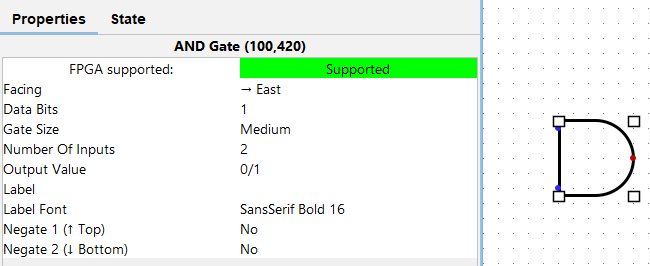 Properties State
AND Gate (100,420)
FPGA supported: Supported
Facing → East
Data Bits 1
Gate Size Medium
Number Of Inputs 2
Output Value 0/1
Label
Label Font SansSerif Bold 16
Negate 1 (↑ Top) No
Negate 2 (↓ Bottom) No